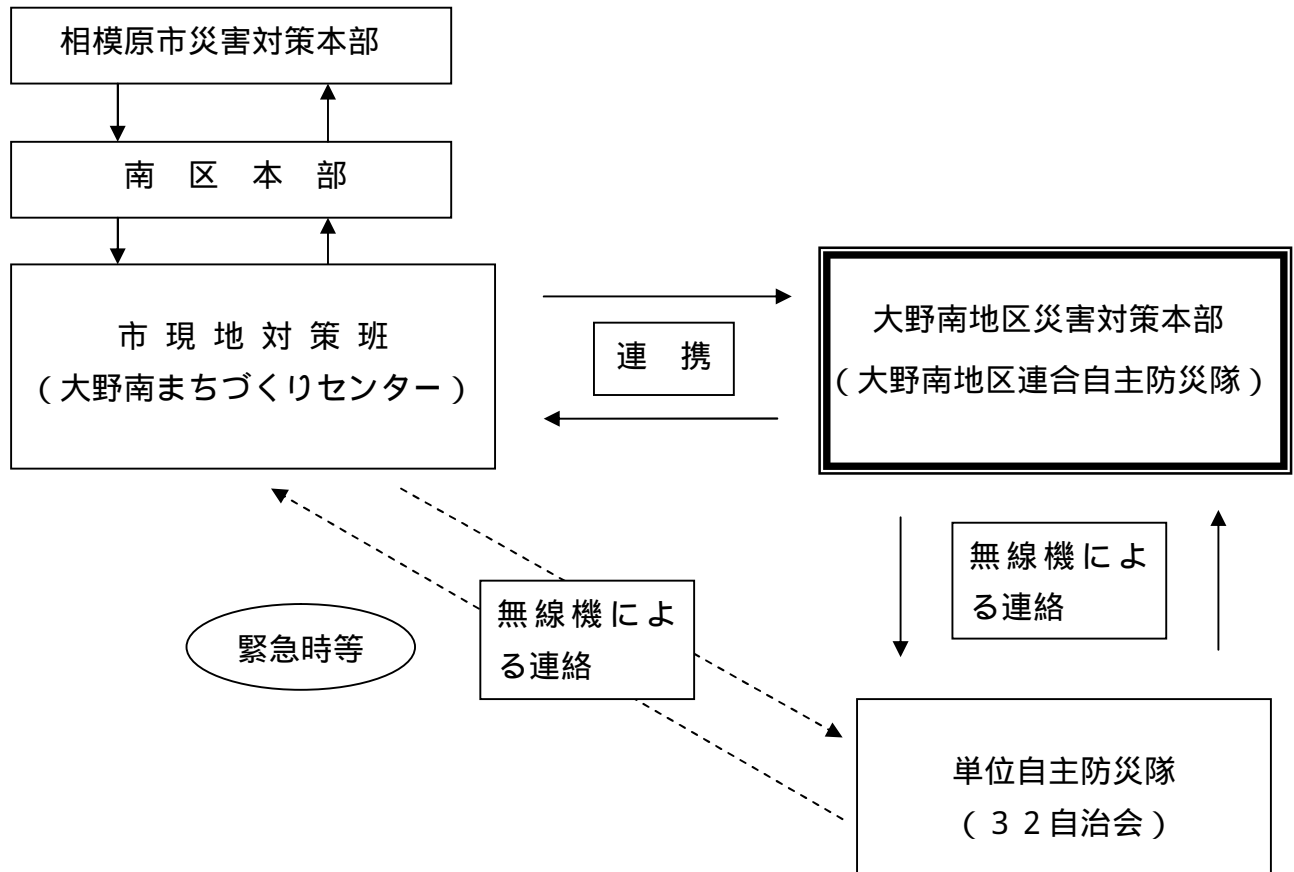 相模原市災害対策本部
南 区 本 部
市 現 地 対 策 班
（大野南まちづくりセンター）
連 携
大野南地区災害対策本部
（大野南地区連合自主防災隊）
無線機によ
る連絡
無線機によ
る連絡
緊急時等
単位自主防災隊
（３２自治会）